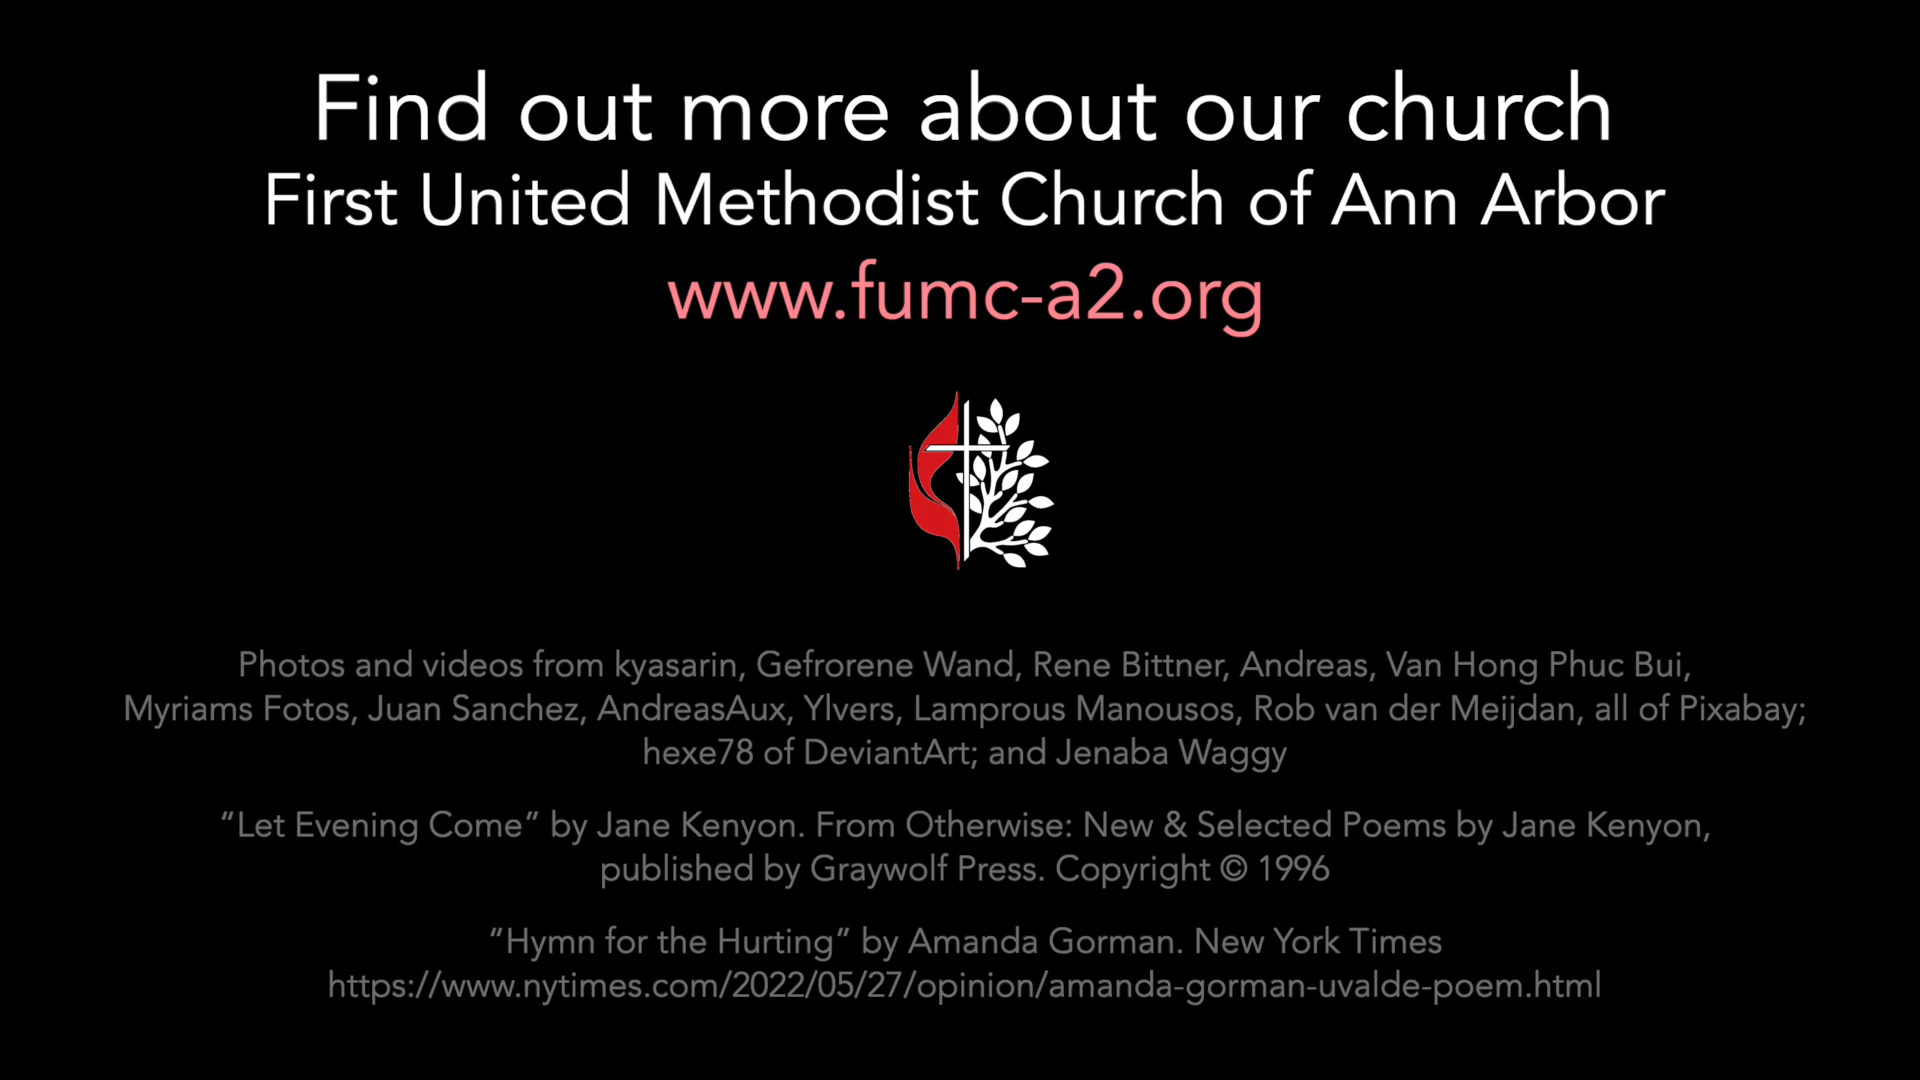 Find out more about our church
First United Methodist Church of Ann Arbor
www.fumc-a2.org
Photos and videos from kyasarin, Gefrorene Wand, Rene Bittner, Andreas, Van Hong Phuc Bui,
Myriams Fotos, Juan Sanchez, AndreasAux, Ylvers, Lamprous Manousos, Rob van der Meijdan, all of Pixabay;
hexe78 of DeviantArt; and Jenaba Waggy
“Let Evening Come” by Jane Kenyon. From Otherwise: New & Selected Poems by Jane Kenyon,
published by Graywolf Press. Copyright © 1996
“Hymn for the Hurting” by Amanda Gorman. New York Times
https://www.nytimes.com/2022/05/27/opinion/amanda-gorman-uvalde-poem.html